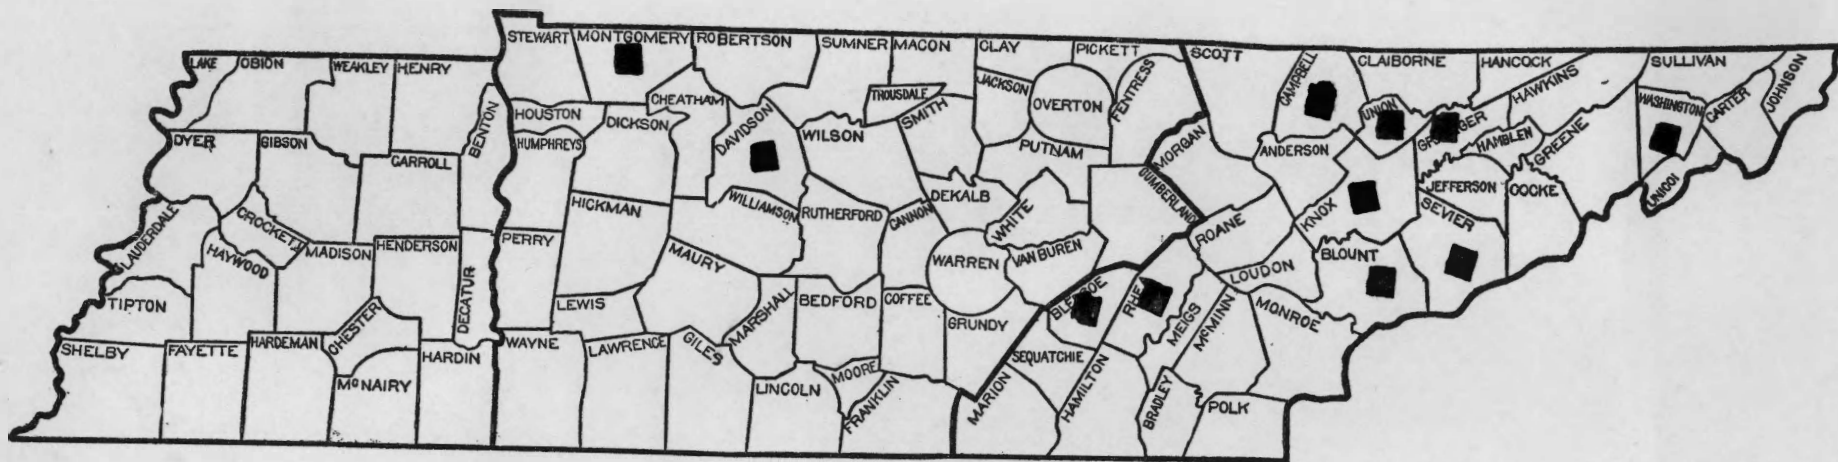 LAKE
OBION
WEAKLEY
HENRY
STEWART
MONTGOMERY
ROBERTSON
SUMNER
MACON
CLAY
PICKETT
SCOTT
CAMPBELL
CLAIBORNE
HANCOCK
HAWKINS
SULLIVAN
JOHNSON
CARTER
WASHINGTON
UNICOI
GREENE
HAMBLEN
UNION
ANDERSON
MORGAN
FENTRESS
OVERTON
JACKSON
TROUSDALE
SMITH
WILSON
DAVIDSON
CHEATHAM
DICKSON
HOUSTON
HUMPHREYS
BENTON
CARROLL
GIBSON
DYER
LAUDERDALE
CROCKETT
HAYWOOD
MADISON
HENDERSON
DECATUR
PERRY
HICKMAN
WILLIAMSON
RUTHERFORD
CANNON
DEKALB
PUTNAM
WHITE
CUMBERLAND
VAN BUREN
WARREN
ROANE
KNOX
JEFFERSON
COCKE
SEVIER
BLOUNT
LOUDON
MONROE
MCMINN
MEIGS
GRUNDY
COFFEE
BEDFORD
MARSHALL
MAURY
LEWIS
TIPTON
SHELBY
FAYETTE
HARDEMAN
CHESTER
MCNAIRY
HARDIN
WAYNE
LAWRENCE
GILES
LINCOLN
MOORE
FRANKLIN
MARION
SEQUATCHIE
HAMILTON
BRADLEY
POLK